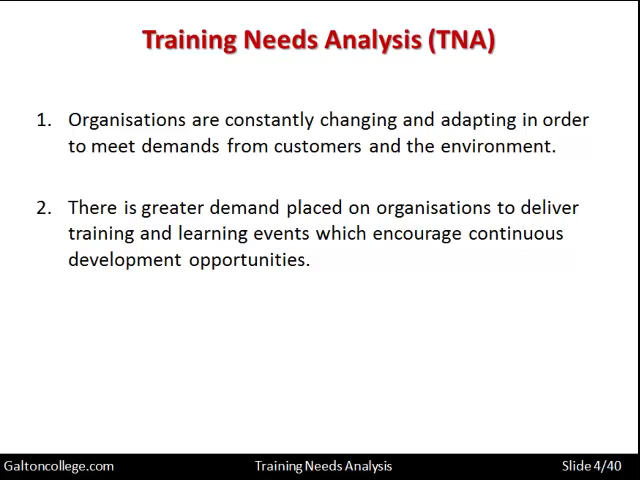 Training Needs Analysis (TNA)
1. Organisations are constantly changing and adapting in order
to meet demands from customers and the environment.
2. There is greater demand placed on organisations to deliver
training and learning events which encourage continuous
development opportunities.
Galtoncollege.com Training Needs Analysis Slide 4/40